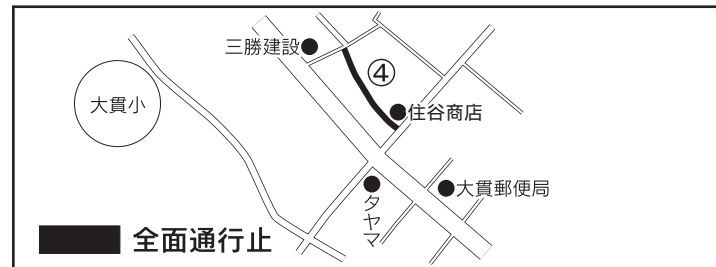 三勝建設
④
大貫小
住谷商店
大貫郵便局
タヤマ
全面通行止